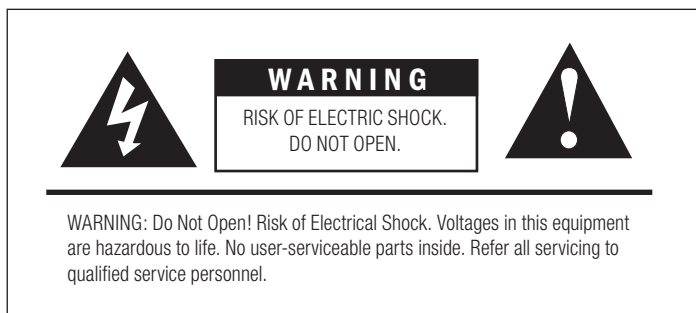 WARNING
RISK OF ELECTRIC SHOCK.
DO NOT OPEN.
WARNING: Do Not Open! Risk of Electrical Shock. Voltages in this equipment
are hazardous to life. No user-serviceable parts inside. Refer all servicing to
qualified service personnel.